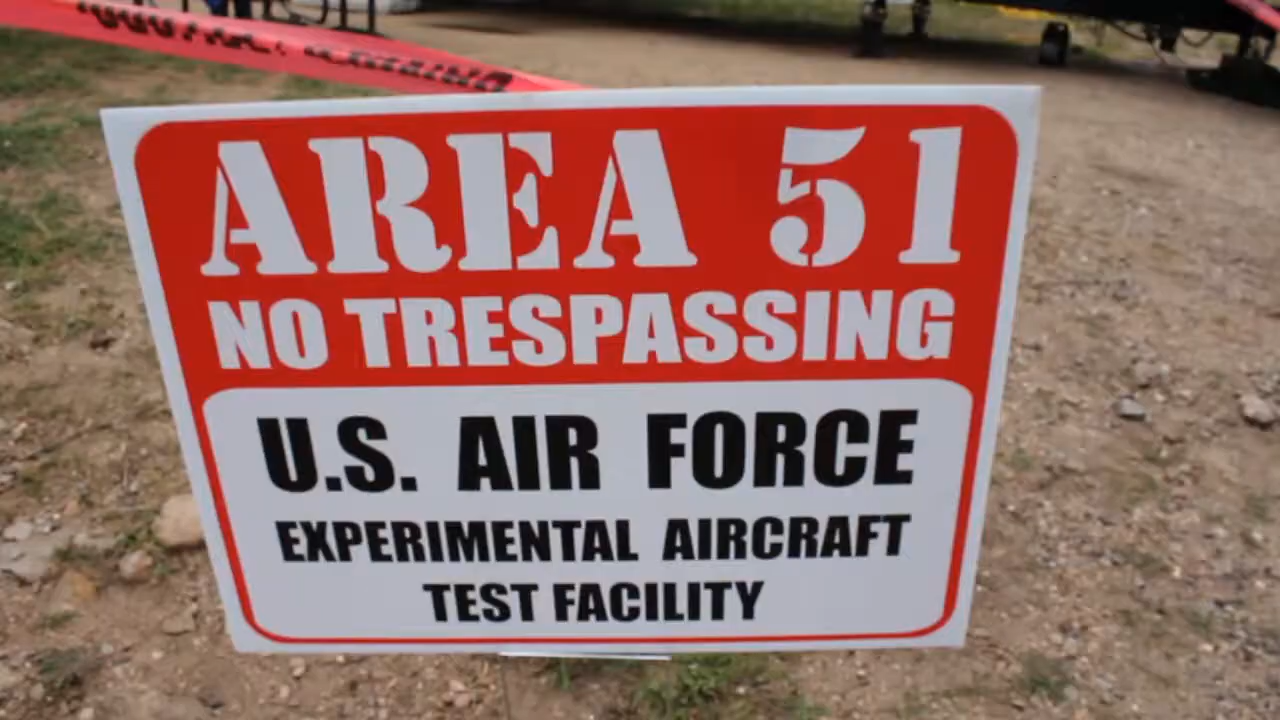 AREA 51
NO TRESPASSING
U.S. AIR FORCE
EXPERIMENTAL AIRCRAFT
TEST FACILITY